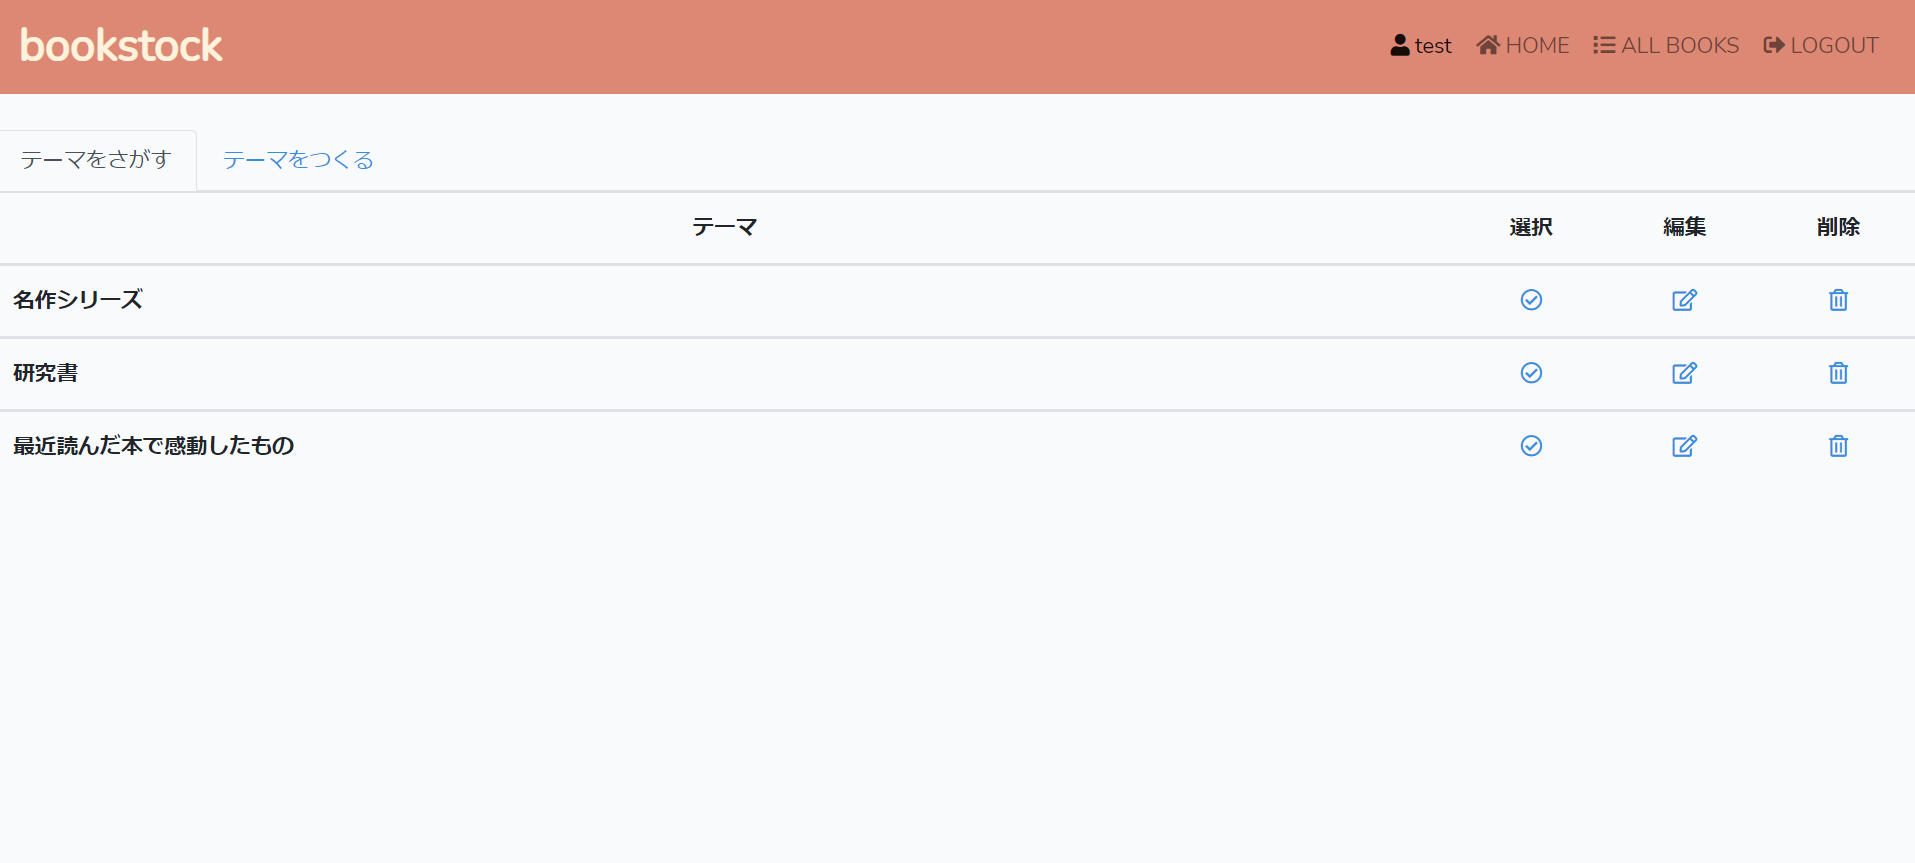 bookstock
test HOME ALL BOOKS LOGOUT
テーマをさがす テーマをつくる
テーマ 選択 編集 削除
名作シリーズ
研究書
最近読んだ本で感動したもの